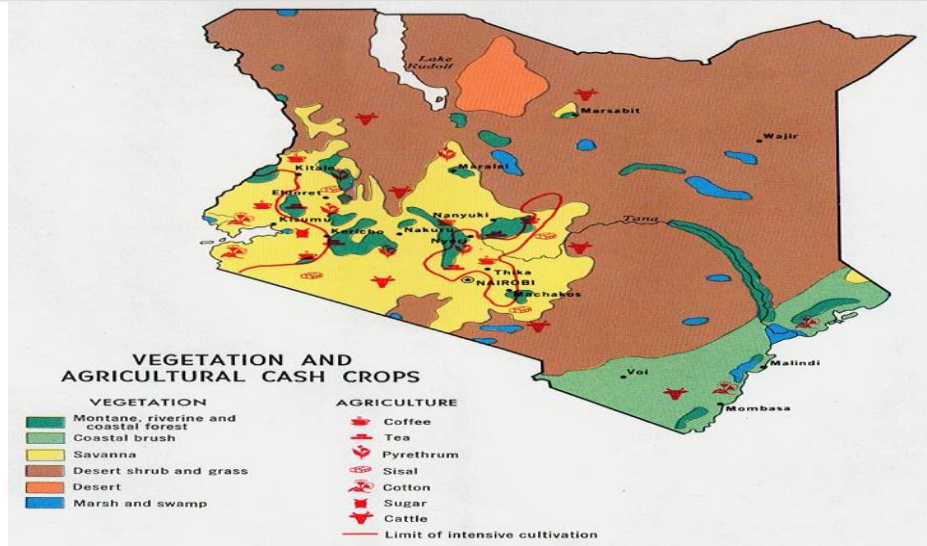 Lake
Rudolf
Marsabit
Wajir
Kitale
Maralal
Eldoret
Nanyuki
Kisumu
Tana
Kericho
Nakuru
Nyeri
Thika
NAIROBI
Machakos
Malindi
Voi
Mombasa
VEGETATION AND
AGRICULTURAL CASH CROPS
VEGETATION
Montane, riverine and
coastal forest
Coastal brush
Savanna
Desert shrub and grass
Desert
Marsh and swamp
AGRICULTURE
Coffee
Tea
Pyrethrum
Sisal
Cotton
Sugar
Cattle
Limit of intensive cultivation